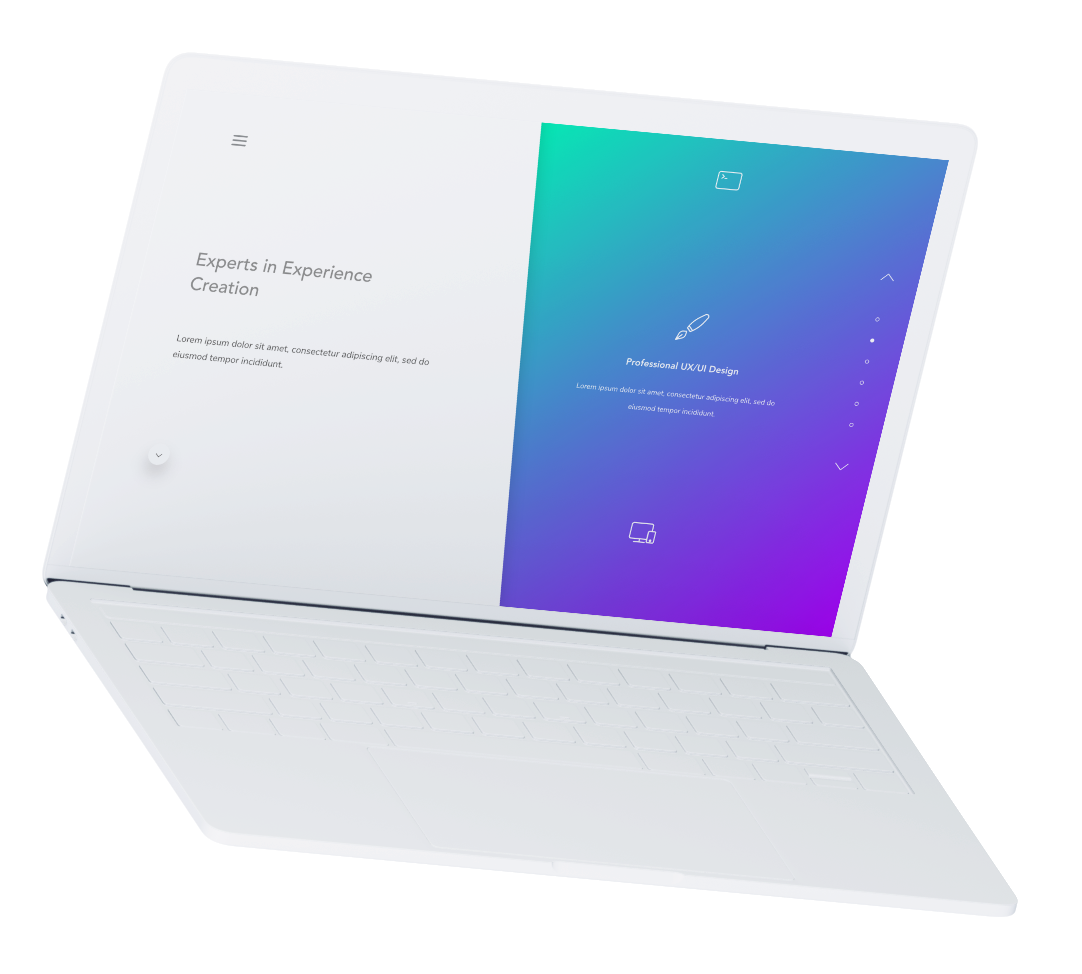 Experts in Experience
Creation
Lorem ipsum dolor sit amet, consectetur adipiscing elit, sed do
eiusmod tempor incididunt.
Professional UX/UI Design
Lorem ipsum dolor sit amet, consectetur adipiscing elit, sed do
eiusmod tempor incididunt.